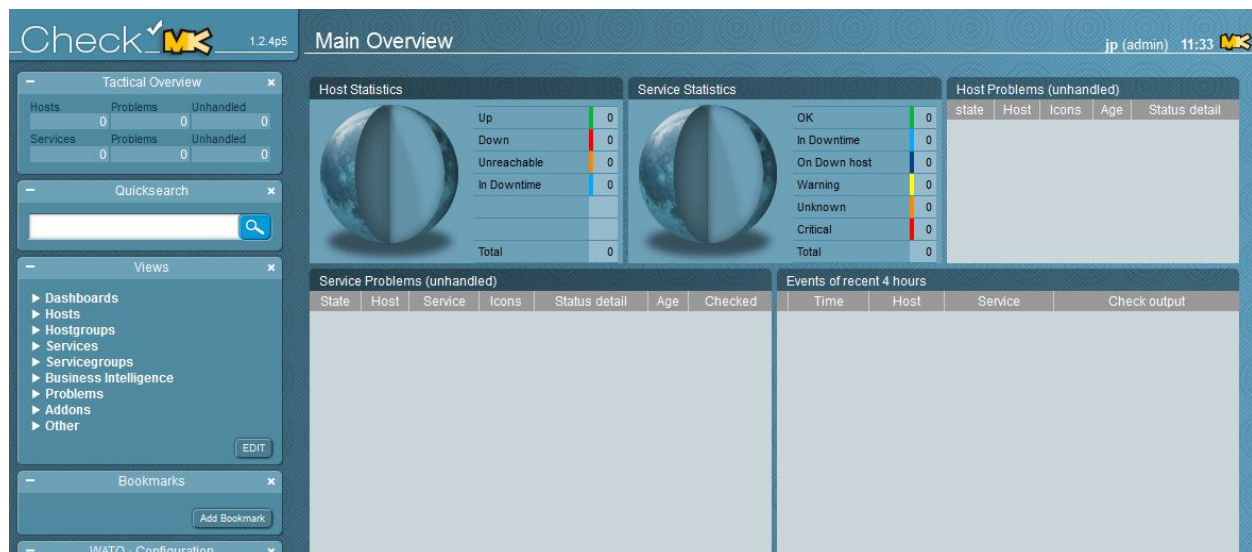 Check MK 1.2.4p5
Main Overview
jp (admin) 11:33 MK
Tactical Overview
Hosts Problems Unhandled
0 0 0
Services Problems Unhandled
0 0 0
Quicksearch
Views
Dashboards
Hosts
Hostgroups
Services
Servicegroups
Business Intelligence
Problems
Addons
Other
EDIT
Bookmarks
Add Bookmark
WATO · Configuration
Host Statistics
Up 0
Down 0
Unreachable 0
In Downtime 0
Total 0
Service Statistics
OK 0
In Downtime 0
On Down host 0
Warning 0
Unknown 0
Critical 0
Total 0
Host Problems (unhandled)
state Host Icons Age Status detail
Service Problems (unhandled)
State Host Service Icons Status detail Age Checked
Events of recent 4 hours
Time Host Service Check output